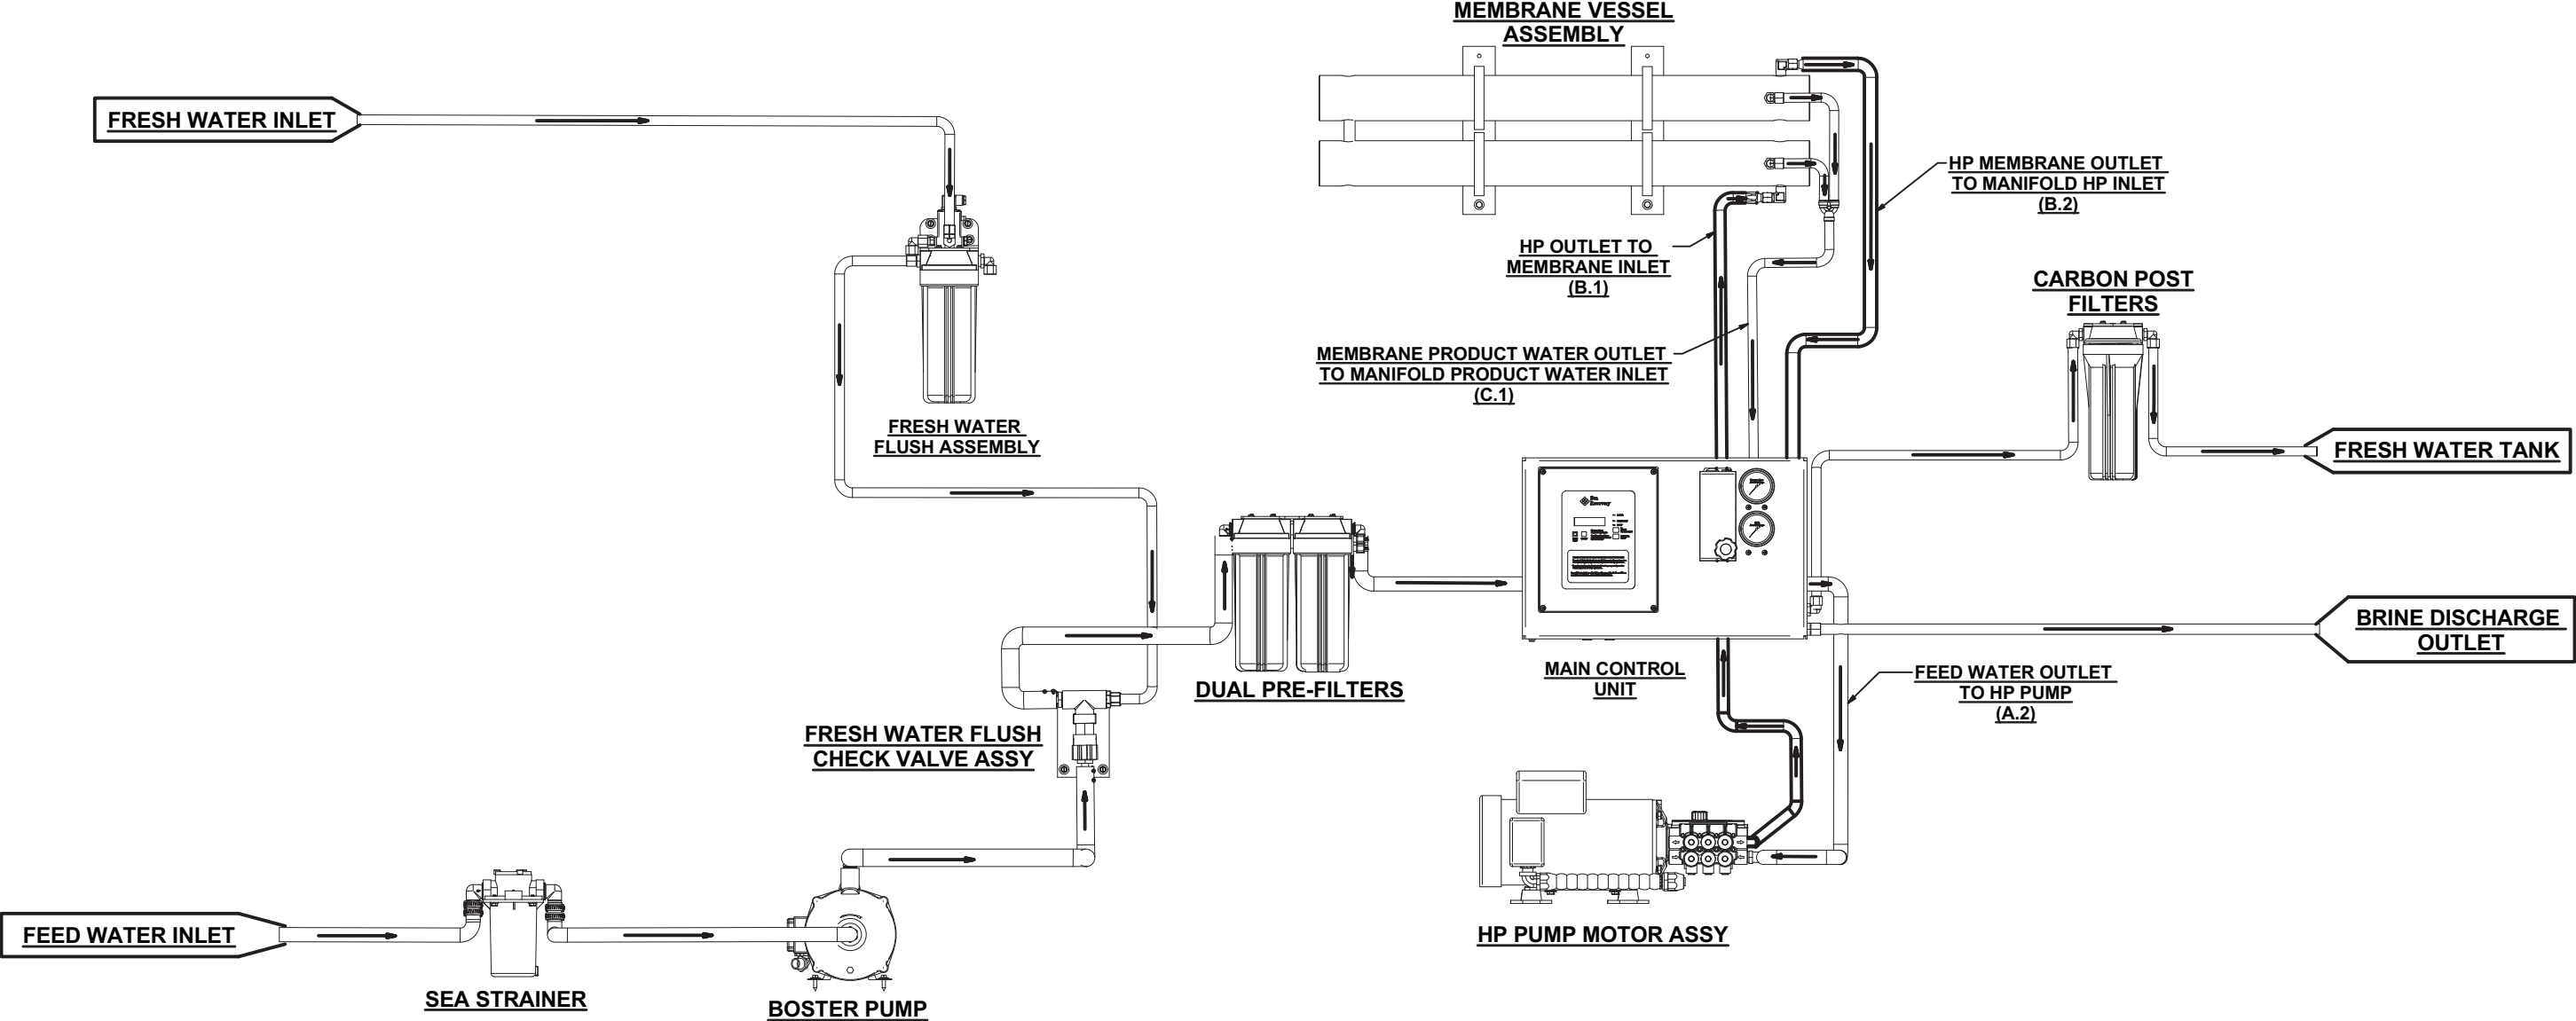 MEMBRANE VESSEL
ASSEMBLY
FRESH WATER INLET
HP MEMBRANE OUTLET
TO MANIFOLD HP INLET
(B.2)
HP OUTLET TO
MEMBRANE INLET
(B.1)
CARBON POST
FILTERS
MEMBRANE PRODUCT WATER OUTLET
TO MANIFOLD PRODUCT WATER INLET
(C.1)
FRESH WATER
FLUSH ASSEMBLY
FRESH WATER TANK
BRINE DISCHARGE
OUTLET
MAIN CONTROL
UNIT
FEED WATER OUTLET
TO HP PUMP
(A.2)
DUAL PRE-FILTERS
FRESH WATER FLUSH
CHECK VALVE ASSY
FEED WATER INLET
HP PUMP MOTOR ASSY
SEA STRAINER
BOSTER PUMP